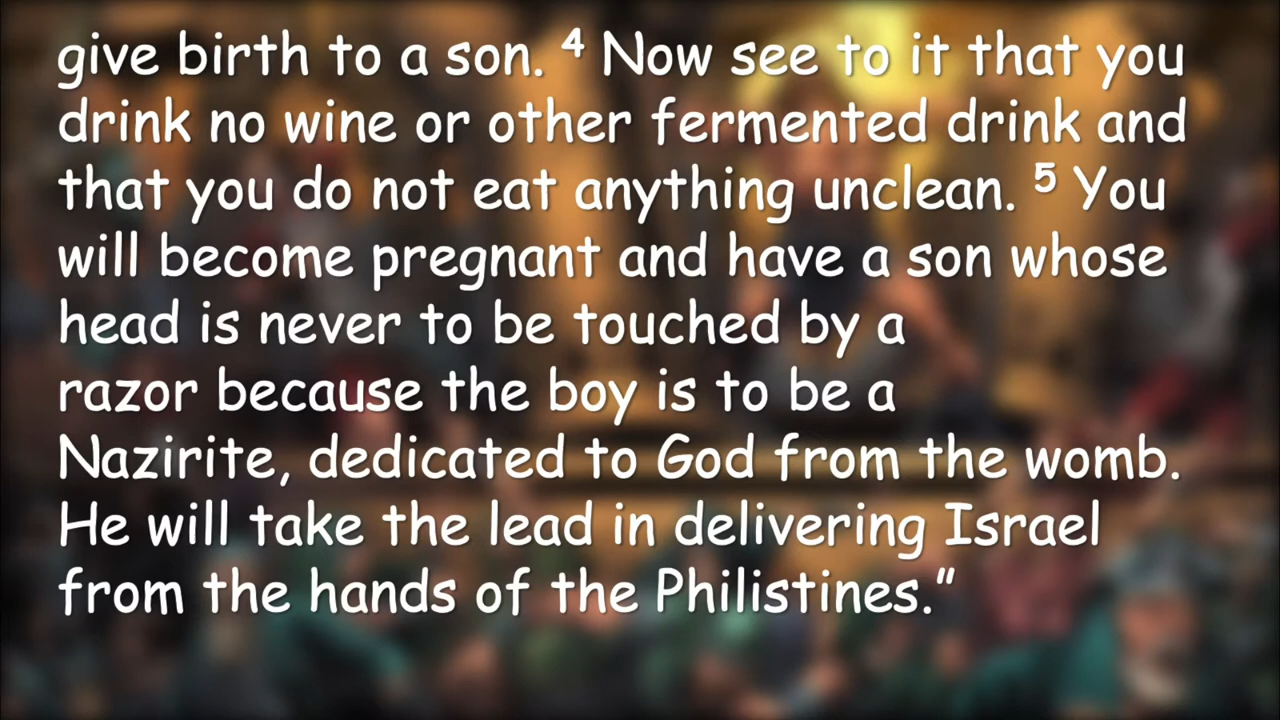 give birth to a son. ⁴ Now see to it that you
drink no wine or other fermented drink and
that you do not eat anything unclean. ⁵ You
will become pregnant and have a son whose
head is never to be touched by a
razor because the boy is to be a
Nazirite, dedicated to God from the womb.
He will take the lead in delivering Israel
from the hands of the Philistines.”